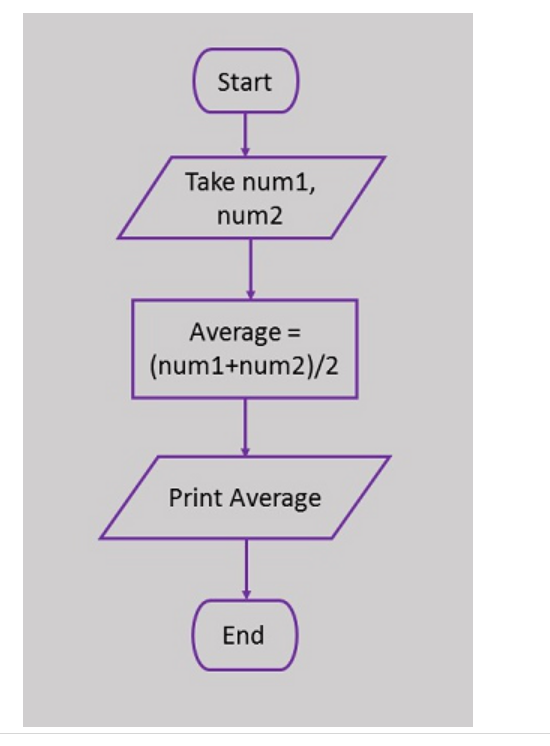 Start
Take num1,
num2
Average =
(num1+num2)/2
Print Average
End